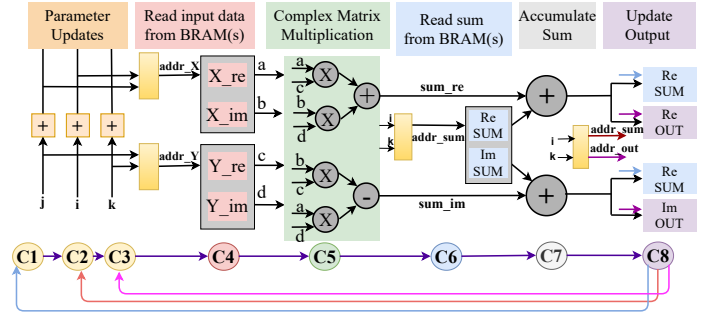 Parameter
Updates
Read input data
from BRAM(s)
Complex Matrix
Multiplication
Read sum
from BRAM(s)
Accumulate
Sum
Update
Output
addr_X
X_re
X_im
a
b
a
X
c
b
X
d
+
sum_re
+
Re
SUM
Re
OUT
+
+
+
i
k
addr_sum
Re
SUM
Im
SUM
i
k
addr_sum
addr_out
addr_Y
Y_re
Y_im
c
d
b
X
c
a
X
d
-
sum_im
+
Re
SUM
Im
OUT
j
i
k
C1
C2
C3
C4
C5
C6
C7
C8